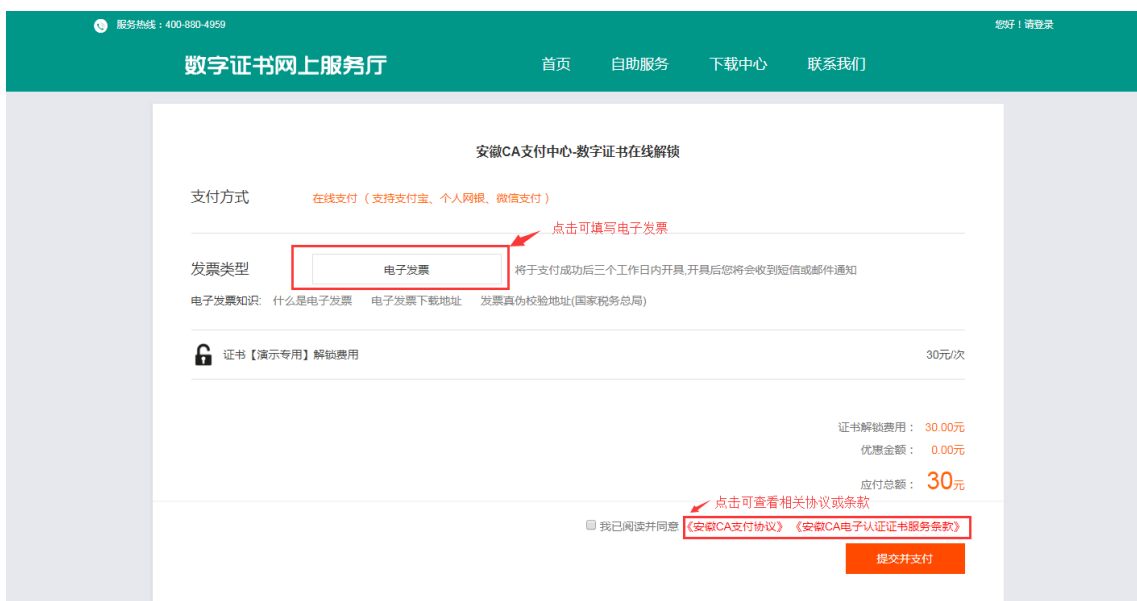 服务热线：400-880-4959 您好！请登录
数字证书网上服务厅 首页 自助服务 下载中心 联系我们
安徽CA支付中心-数字证书在线解锁
支付方式 在线支付（支持支付宝、个人网银、微信支付）
点击可填写电子发票
发票类型 电子发票 将于支付成功后三个工作日内开具,开具后您将会收到短信或邮件通知
电子发票知识: 什么是电子发票 电子发票下载地址 发票真伪校验地址(国家税务总局)
证书【演示专用】解锁费用 30元/次
证书解锁费用： 30.00元
优惠金额： 0.00元
应付总额： 30元
点击可查看相关协议或条款
我已阅读并同意 《安徽CA支付协议》 《安徽CA电子认证证书服务条款》
提交并支付